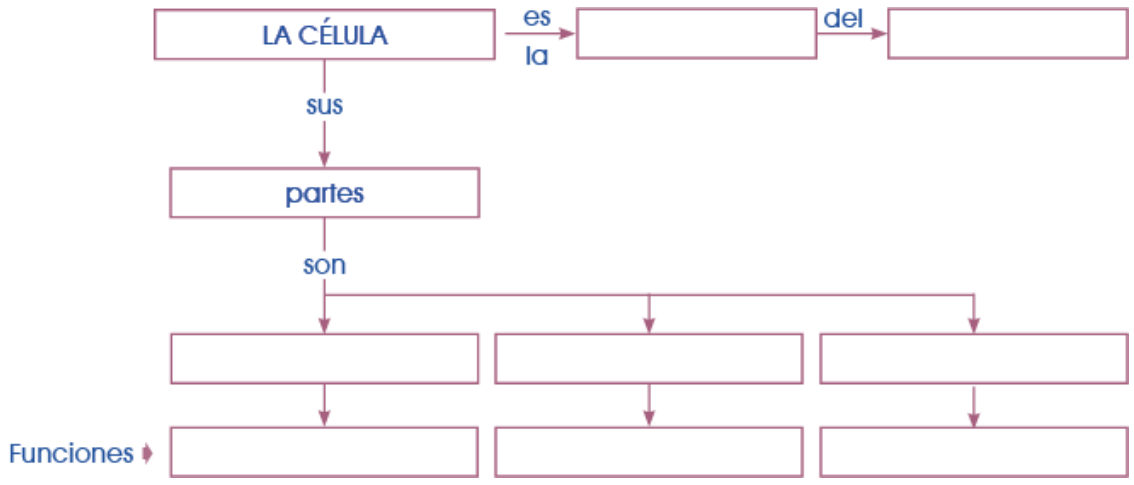 LA CÉLULA
es
la
del
sus
partes
son
Funciones